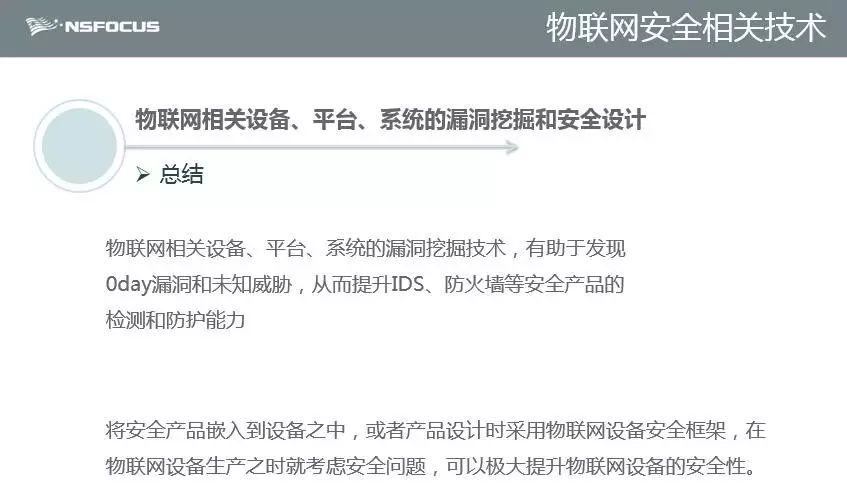 NSFOCUS
物联网安全相关技术
物联网相关设备、平台、系统的漏洞挖掘和安全设计
➢ 总结
物联网相关设备、平台、系统的漏洞挖掘技术，有助于发现
0day漏洞和未知威胁，从而提升IDS、防火墙等安全产品的
检测和防护能力
将安全产品嵌入到设备之中，或者产品设计时采用物联网设备安全框架，在
物联网设备生产之时就考虑安全问题，可以极大提升物联网设备的安全性。